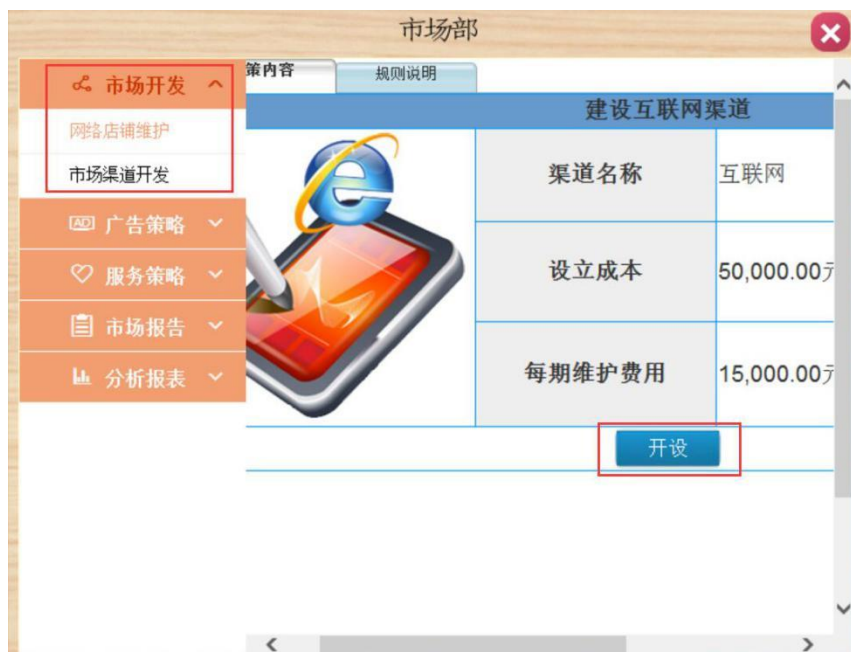 市场部
市场开发
网络店铺维护
市场渠道开发
AD 广告策略
服务策略
市场报告
分析报表
策内容
规则说明
建设互联网渠道
渠道名称 互联网
设立成本 50,000.00元
每期维护费用 15,000.00元
开设